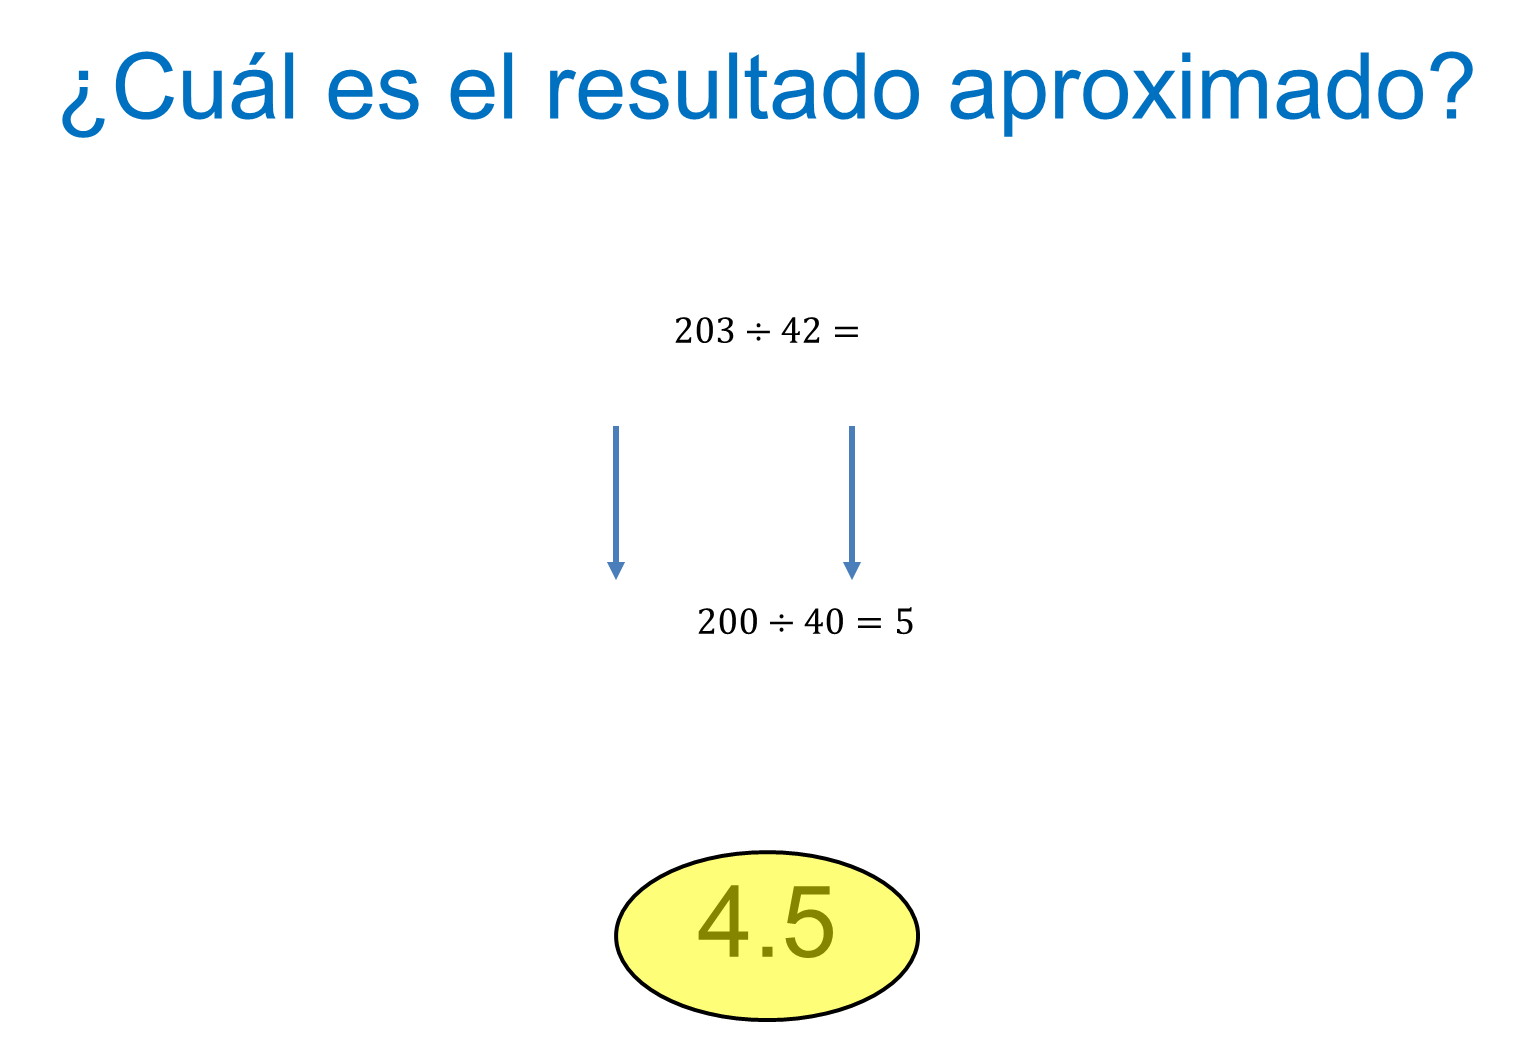 ¿Cuál es el resultado aproximado?
203 ÷ 42 =
200 ÷ 40 = 5
4.5